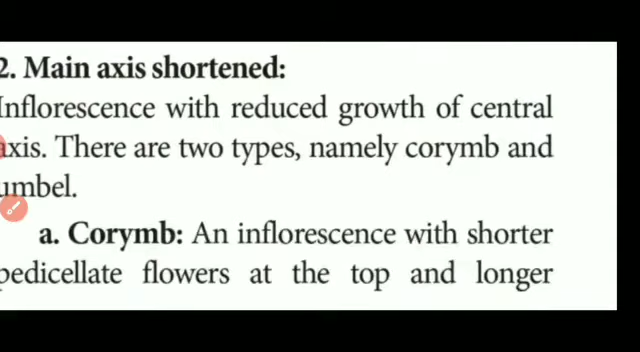 2. Main axis shortened:
Inflorescence with reduced growth of central
axis. There are two types, namely corymb and
umbel.
a. Corymb: An inflorescence with shorter
pedicellate flowers at the top and longer